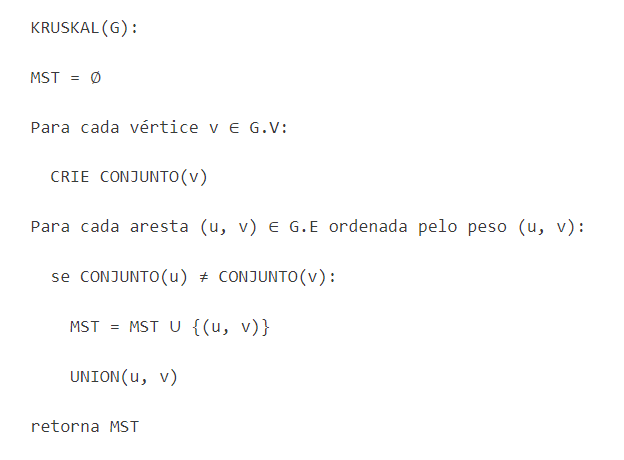 KRUSKAL(G):
MST = Ø
Para cada vértice v ∈ G.V:
CRIE CONJUNTO(v)
Para cada aresta (u, v) ∈ G.E ordenada pelo peso (u, v):
se CONJUNTO(u) ≠ CONJUNTO(v):
MST = MST ∪ {(u, v)}
UNION(u, v)
retorna MST